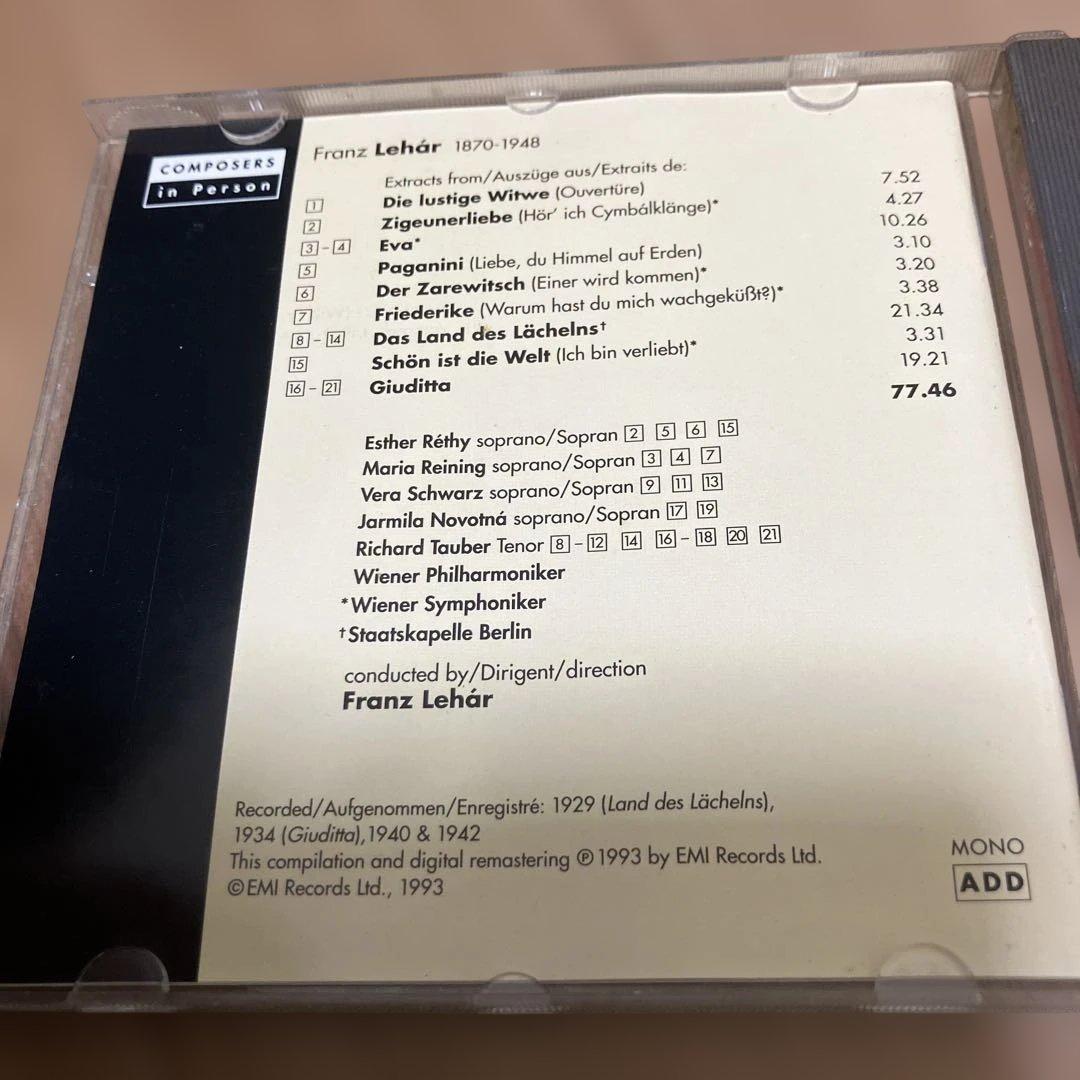 COMPOSERS
in Person
Franz Lehár 1870-1948
Extracts from/Auszüge aus/Extraits de:
1 Die lustige Witwe (Ouvertüre) 7.52
2 Zigeunerliebe (Hör' ich Cymbálklänge)* 4.27
3 - 4 Eva* 10.26
5 Paganini (Liebe, du Himmel auf Erden) 3.10
6 Der Zarewitsch (Einer wird kommen)* 3.20
7 Friederike (Warum hast du mich wachgeküßt?)* 3.38
8 - 14 Das Land des Lächelns† 21.34
15 Schön ist die Welt (Ich bin verliebt)* 3.31
16 - 21 Giuditta 19.21
77.46
Esther Réthy soprano/Sopran 2 5 6 15
Maria Reining soprano/Sopran 3 4 7
Vera Schwarz soprano/Sopran 9 11 13
Jarmila Novotná soprano/Sopran 17 19
Richard Tauber Tenor 8 - 12 14 16 - 18 20 21
Wiener Philharmoniker
*Wiener Symphoniker
†Staatskapelle Berlin
conducted by/Dirigent/direction
Franz Lehár
Recorded/Aufgenommen/Enregistré: 1929 (Land des Lächelns),
1934 (Giuditta),1940 & 1942
This compilation and digital remastering ℗1993 by EMI Records Ltd.
©EMI Records Ltd., 1993
MONO
ADD